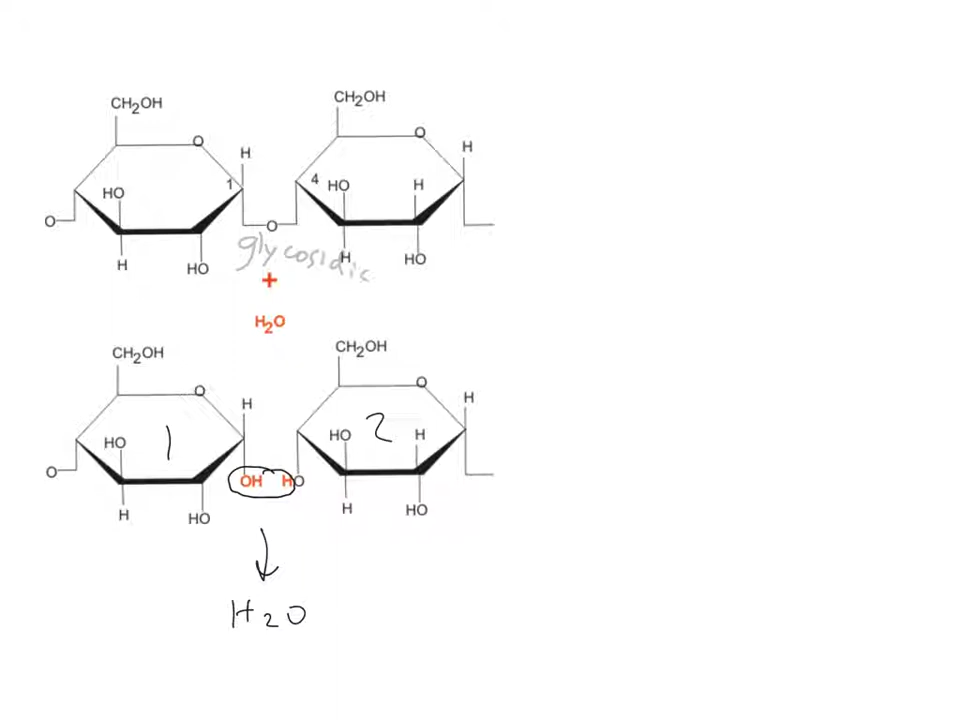 CH2OH CH2OH
O O
H H
1 4 HO H
HO
O O
H HO H HO
glycosidic
+
H2O
CH2OH CH2OH
O O
H H
HO 1 HO 2 H
O OH HO
H HO H HO
H2O